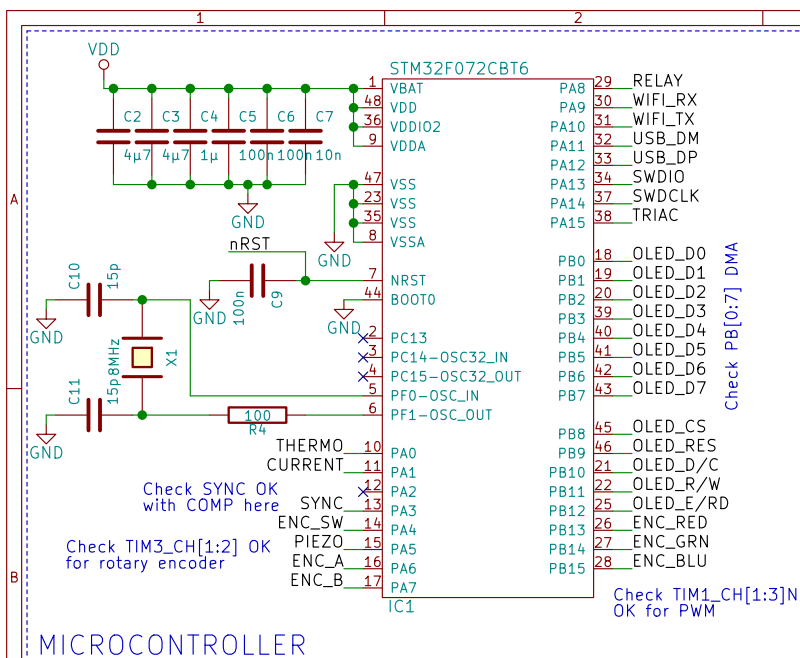 1 2
VDD
STM32F072CBT6
1 VBAT
48 VDD
36 VDDIO2
9 VDDA
47 VSS
23 VSS
35 VSS
8 VSSA
7 NRST
44 BOOT0
2 PC13
3 PC14-OSC32_IN
4 PC15-OSC32_OUT
5 PF0-OSC_IN
6 PF1-OSC_OUT
THERMO 10 PA0
CURRENT 11 PA1
12 PA2
SYNC 13 PA3
ENC_SW 14 PA4
PIEZO 15 PA5
ENC_A 16 PA6
ENC_B 17 PA7
IC1
PA8 29 RELAY
PA9 30 WIFI_RX
PA10 31 WIFI_TX
PA11 32 USB_DM
PA12 33 USB_DP
PA13 34 SWDIO
PA14 37 SWDCLK
PA15 38 TRIAC
PB0 18 OLED_D0
PB1 19 OLED_D1
PB2 20 OLED_D2
PB3 39 OLED_D3
PB4 40 OLED_D4
PB5 41 OLED_D5
PB6 42 OLED_D6
PB7 43 OLED_D7
Check PB[0:7] DMA
PB8 45 OLED_CS
PB9 46 OLED_RES
PB10 21 OLED_D/C
PB11 22 OLED_R/W
PB12 25 OLED_E/RD
PB13 26 ENC_RED
PB14 27 ENC_GRN
PB15 28 ENC_BLU
Check TIM1_CH[1:3]N
OK for PWM
C2 C3 C4 C5 C6 C7
4µ7 4µ7 1µ 100n 100n 10n
GND
GND
nRST
C9
100n
GND
GND
C10
15p
GND
X1
8MHz
C11
15p
GND
100
R4
Check SYNC OK
with COMP here
Check TIM3_CH[1:2] OK
for rotary encoder
A
B
MICROCONTROLLER